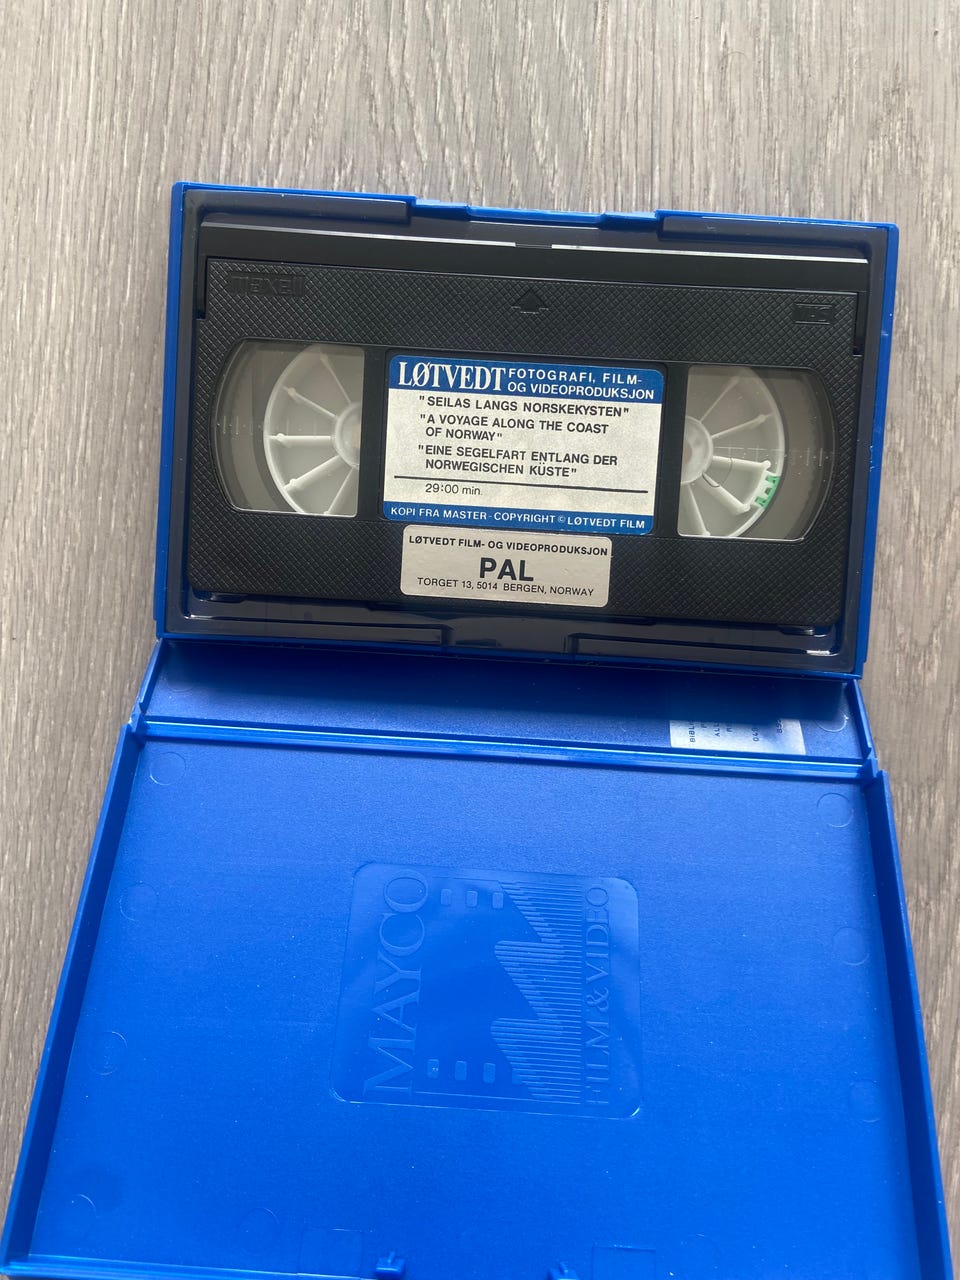 maxell
VHS
LØTVEDT FOTOGRAFI, FILM-
OG VIDEOPRODUKSJON
"SEILAS LANGS NORSKEKYSTEN"
"A VOYAGE ALONG THE COAST
OF NORWAY"
"EINE SEGELFART ENTLANG DER
NORWEGISCHEN KÜSTE"
29:00 min.
KOPI FRA MASTER - COPYRIGHT © LØTVEDT FILM
LØTVEDT FILM- OG VIDEOPRODUKSJON
PAL
TORGET 13, 5014 BERGEN, NORWAY
MAYCO
FILM & VIDEO